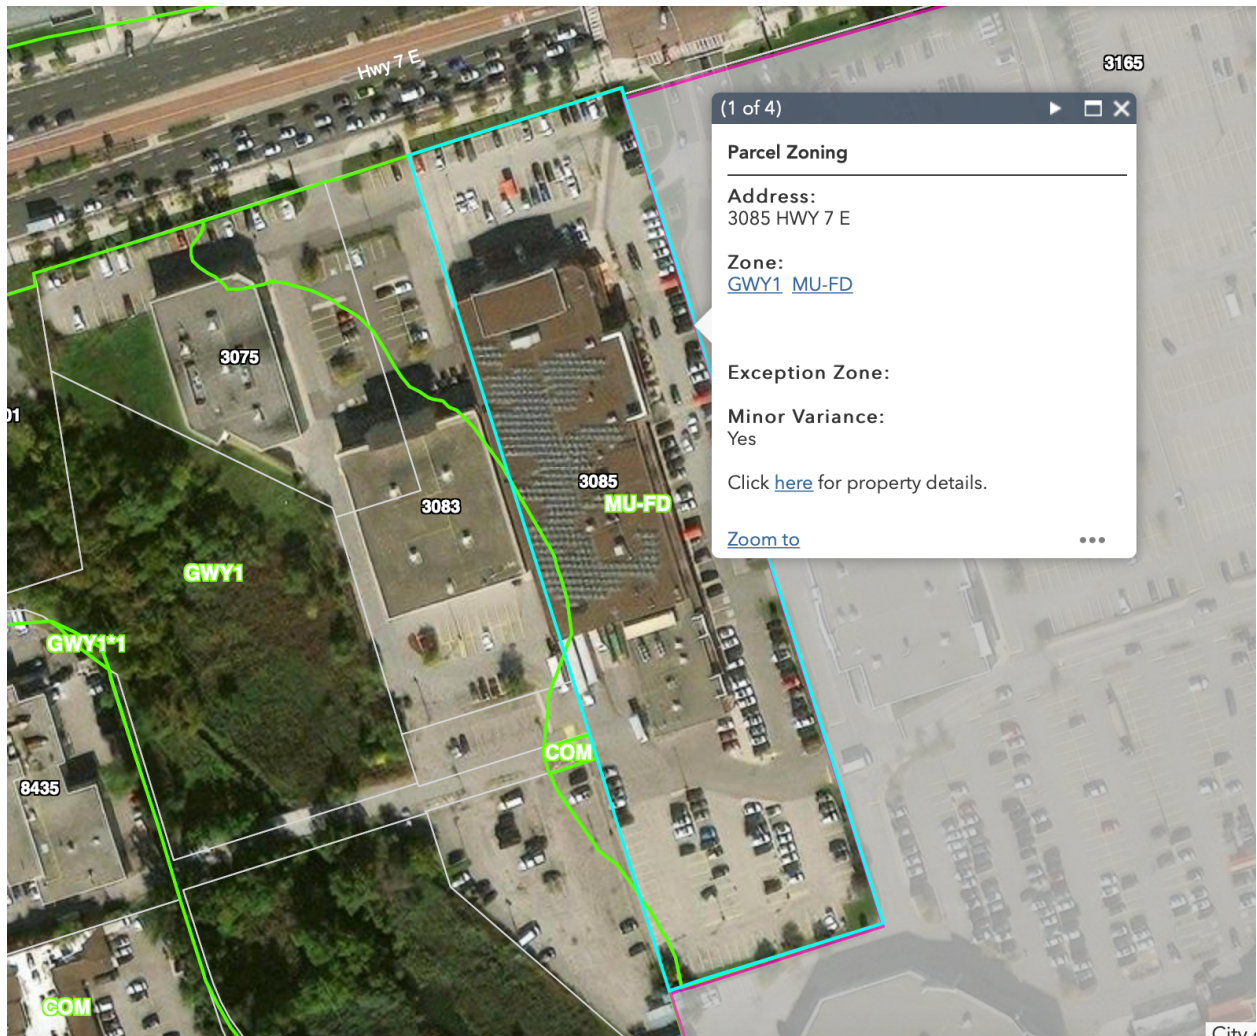 Hwy 7 E
3165
(1 of 4)
Parcel Zoning
Address:
3085 HWY 7 E
Zone:
GWY1 MU-FD
Exception Zone:
Minor Variance:
Yes
Click here for property details.
Zoom to
3075
01
3085
MU-FD
3083
GWY1
GWY1*1
COM
8435
COM
City